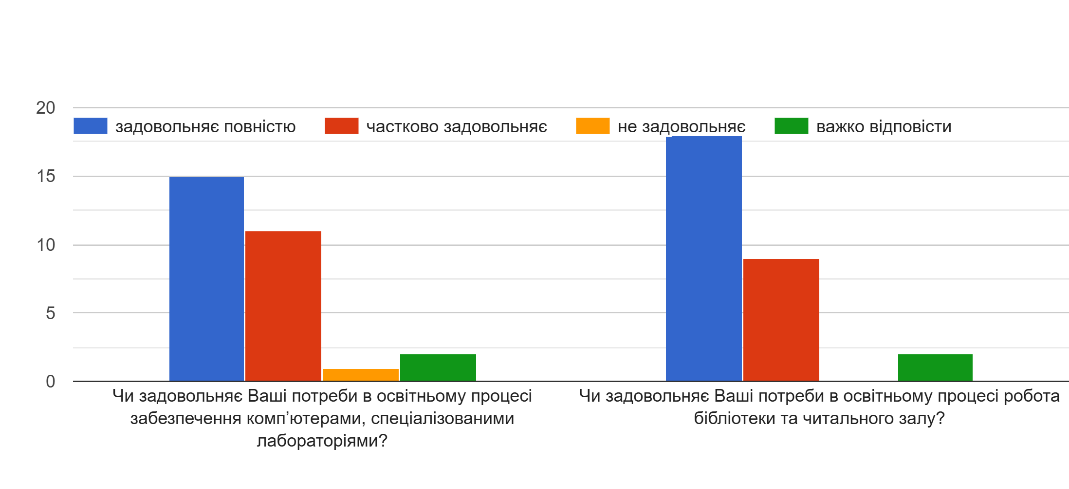 20
задовольняє повністю частково задовольняє не задовольняє важко відповісти
15
10
5
0
Чи задовольняє Ваші потреби в освітньому процесі
забезпечення комп’ютерами, спеціалізованими
лабораторіями?
Чи задовольняє Ваші потреби в освітньому процесі робота
бібліотеки та читального залу?